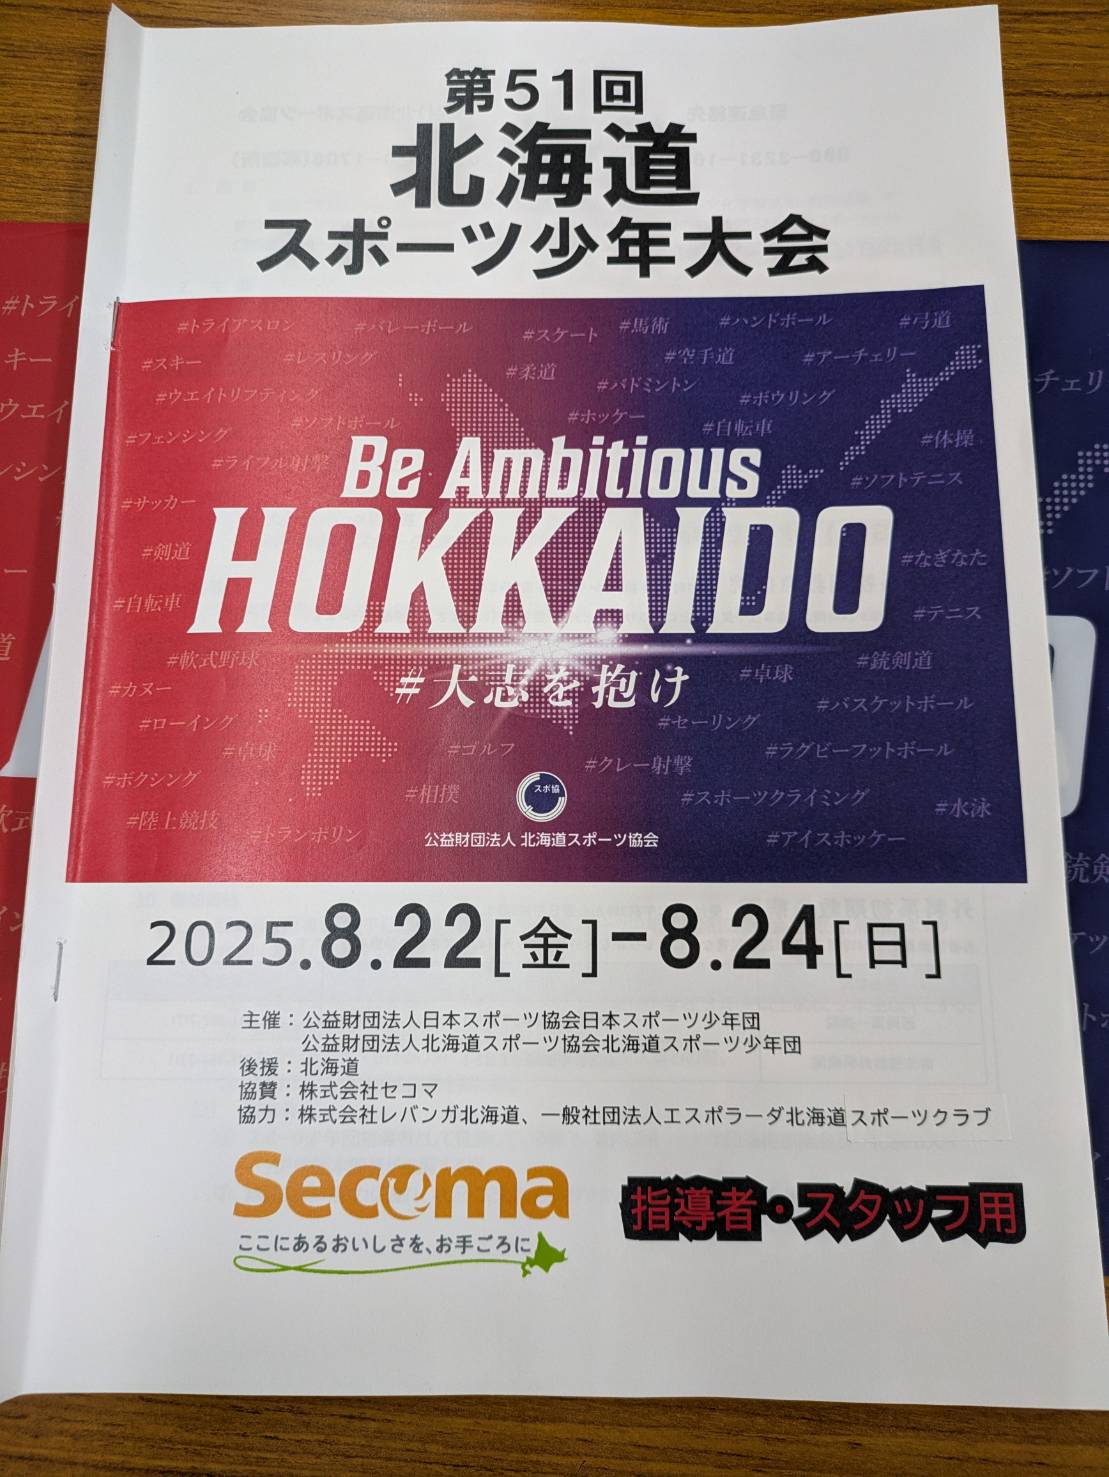 第51回
北海道
スポーツ少年大会
#トライアスロン #バレーボール #スケート #馬術 #ハンドボール #弓道
#スキー #レスリング #柔道 #空手道 #アーチェリー
#ウエイトリフティング #バドミントン #ボウリング
#フェンシング #ソフトボール #ホッケー #自転車 #体操
#ライフル射撃 #ソフトテニス
Be Ambitious
HOKKAIDO
#サッカー
#剣道 #なぎなた
#自転車 #テニス
#大志を抱け
#軟式野球 #卓球 #銃剣道
#カヌー #バスケットボール
#ローイング #セーリング
#卓球 #ゴルフ #クレー射撃 #ラグビーフットボール
#ボクシング #相撲 #スポーツクライミング #水泳
#陸上競技 #トランポリン #アイスホッケー
スポ協
公益財団法人 北海道スポーツ協会
2025.8.22[金]-8.24[日]
主催:公益財団法人日本スポーツ協会日本スポーツ少年団
公益財団法人北海道スポーツ協会北海道スポーツ少年団
後援:北海道
協賛:株式会社セコマ
協力:株式会社レバンガ北海道、一般社団法人エスポラーダ北海道スポーツクラブ
Secoma
ここにあるおいしさを、お手ごろに
指導者・スタッフ用